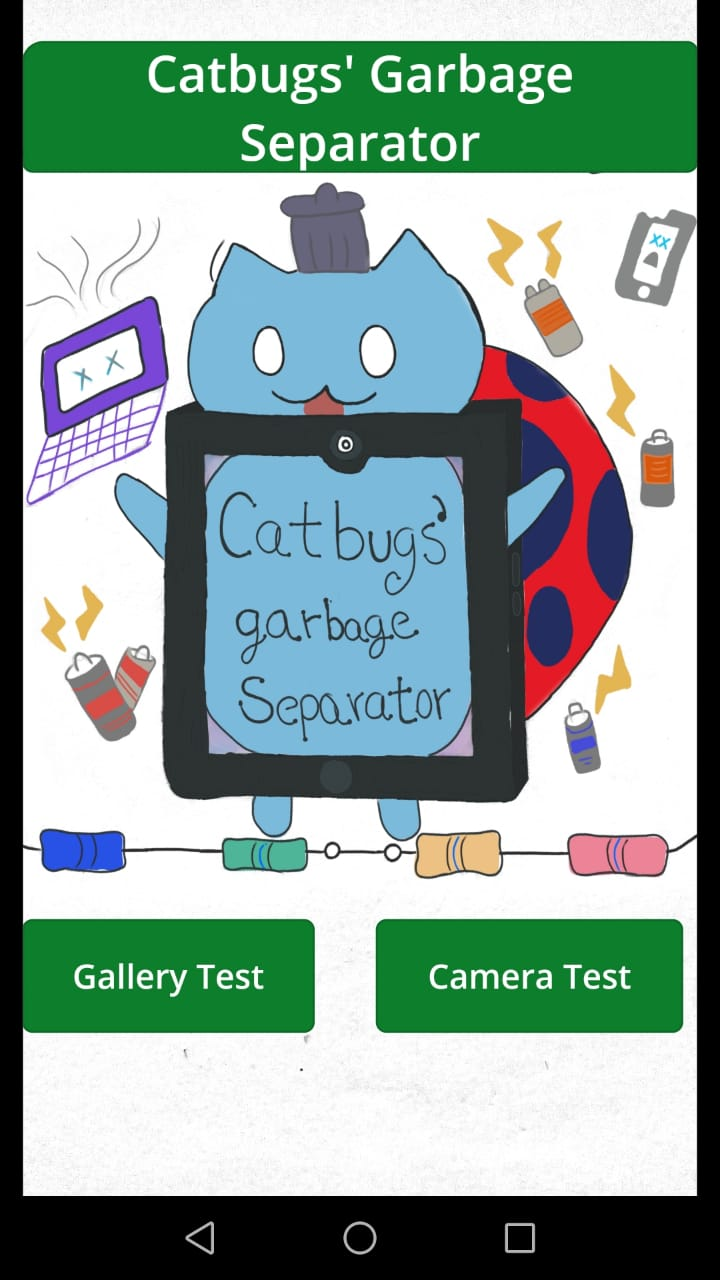 Catbugs' Garbage
Separator
Catbugs'
garbage
Separator
Gallery Test
Camera Test